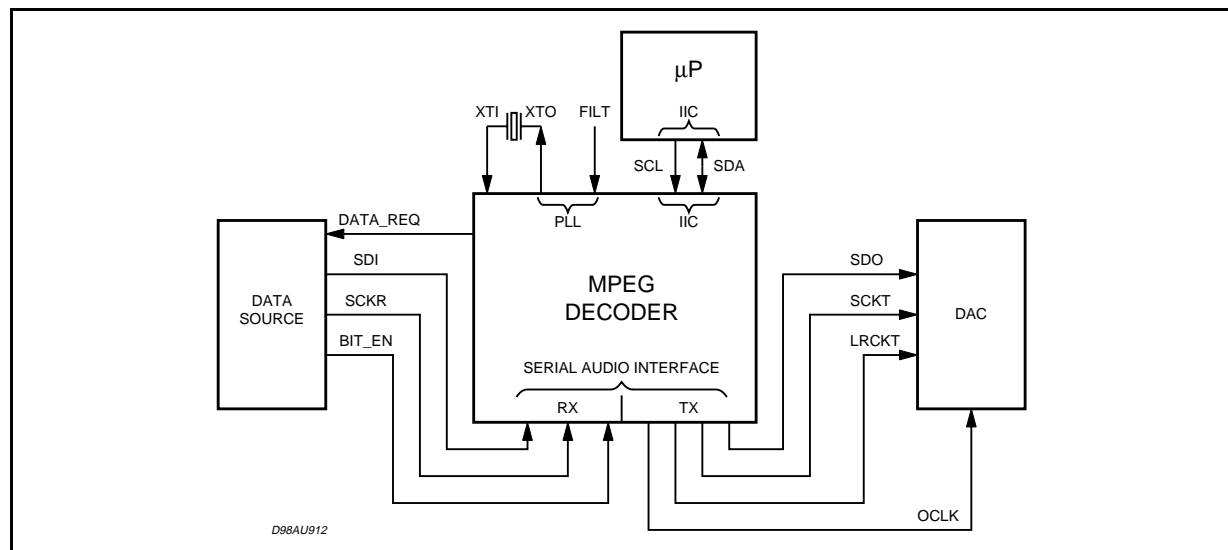 μP
IIC
XTI XTO FILT
SCL SDA
PLL IIC
DATA_REQ
SDI
SCKR
BIT_EN
DATA
SOURCE
MPEG
DECODER
SERIAL AUDIO INTERFACE
RX TX
SDO
SCKT
LRCKT
DAC
OCLK
D98AU912